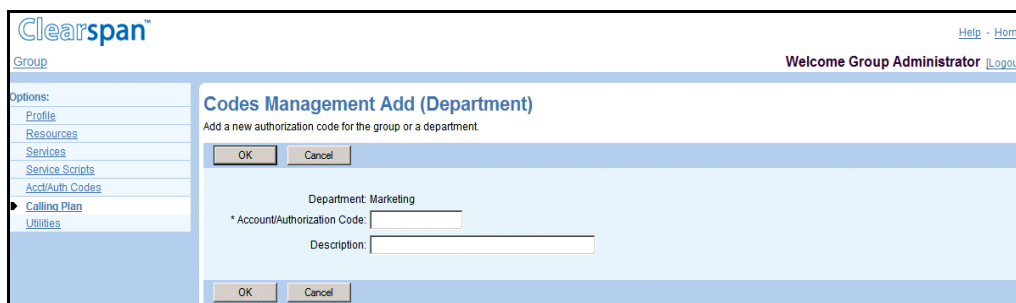 Clearspan™
Help - Hom
Group
Welcome Group Administrator [Logou
Options:
Profile
Resources
Services
Service Scripts
Acct/Auth Codes
Calling Plan
Utilities
Codes Management Add (Department)
Add a new authorization code for the group or a department.
OK Cancel
Department: Marketing
* Account/Authorization Code:
Description:
OK Cancel